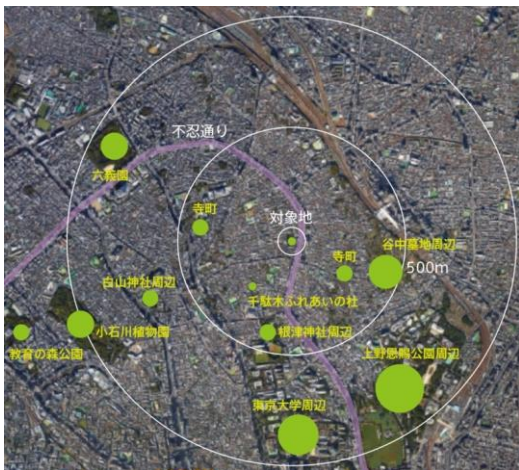 不忍通り
六義園
寺町
対象地
谷中墓地周辺
寺町
500m
白山神社周辺
千駄木ふれあいの杜
小石川植物園
根津神社周辺
教育の森公園
上野恩賜公園周辺
東京大学周辺